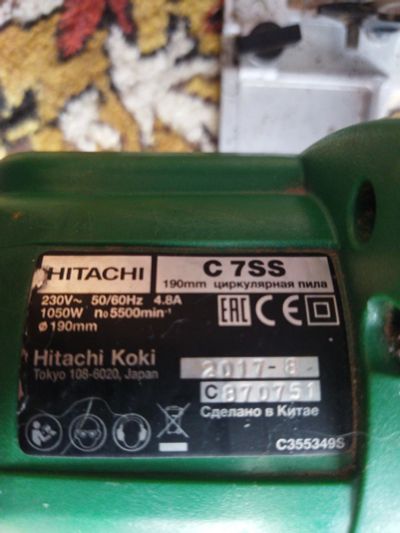 HITACHI
C 7SS
190mm циркулярная пила
230V~ 50/60Hz 4.8A
1050W n₀5500min⁻¹
ø190mm
EAC CE
Hitachi Koki
Tokyo 108-6020, Japan
2017-8
C 870751
Сделано в Китае
C355349S